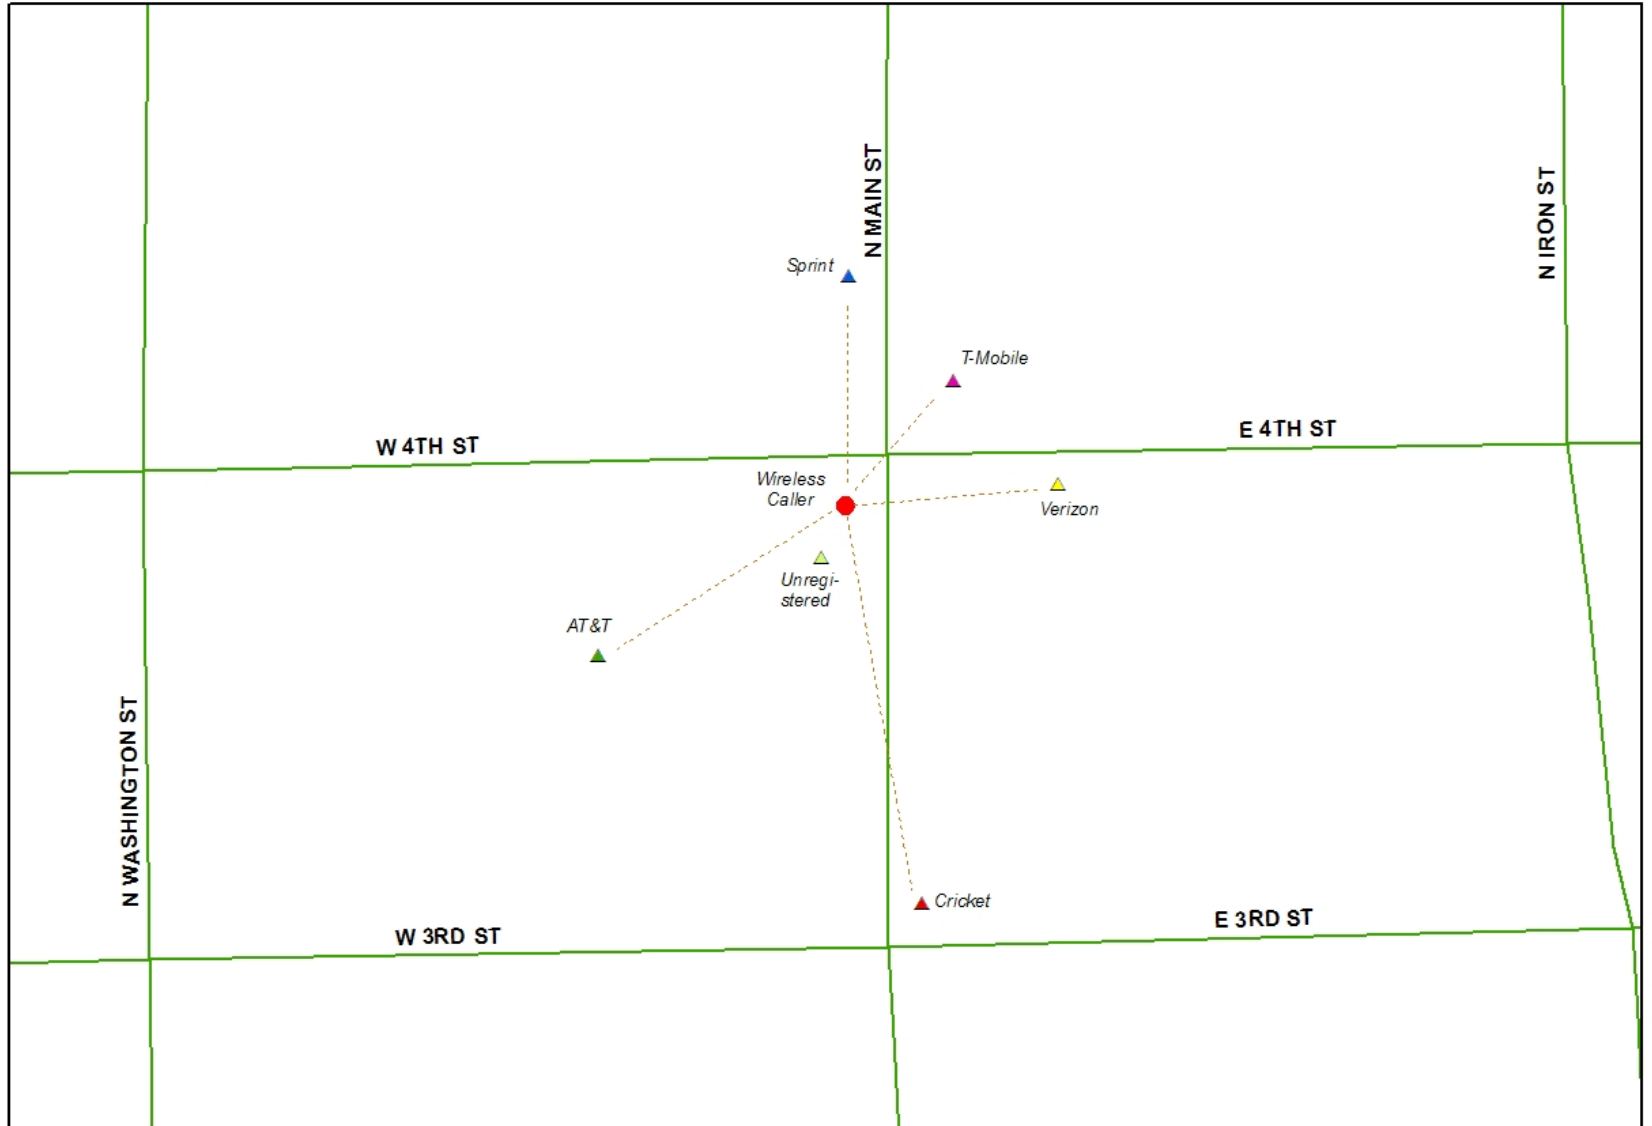 N MAIN ST
N IRON ST
Sprint
T-Mobile
W 4TH ST
E 4TH ST
Wireless
Caller
Verizon
Unregi-
stered
AT&T
N WASHINGTON ST
Cricket
W 3RD ST
E 3RD ST